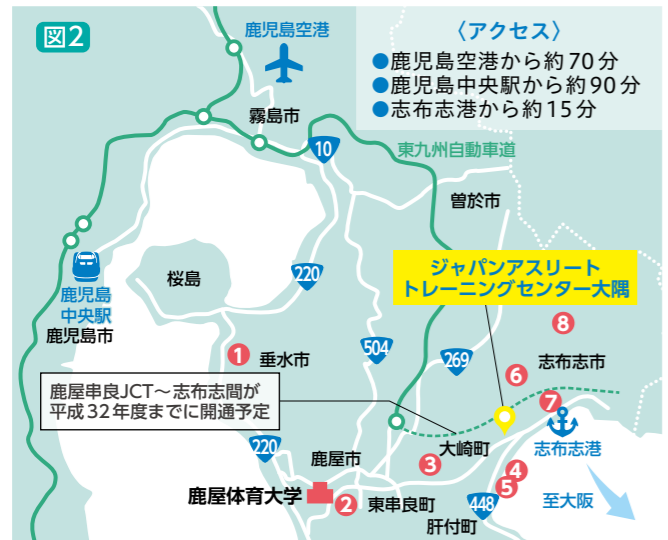 図2
鹿児島空港
〈アクセス〉
●鹿児島空港から約70分
●鹿児島中央駅から約90分
●志布志港から約15分
霧島市
10
東九州自動車道
曽於市
鹿児島
中央駅
鹿児島市
桜島
220
ジャパンアスリート
トレーニングセンター大隅
504
269
8
1
垂水市
6
志布志市
鹿屋串良JCT〜志布志間が
平成32年度までに開通予定
7
220
鹿屋市
大崎町
志布志港
3
4
鹿屋体育大学
2
東串良町
5
448
至大阪
肝付町